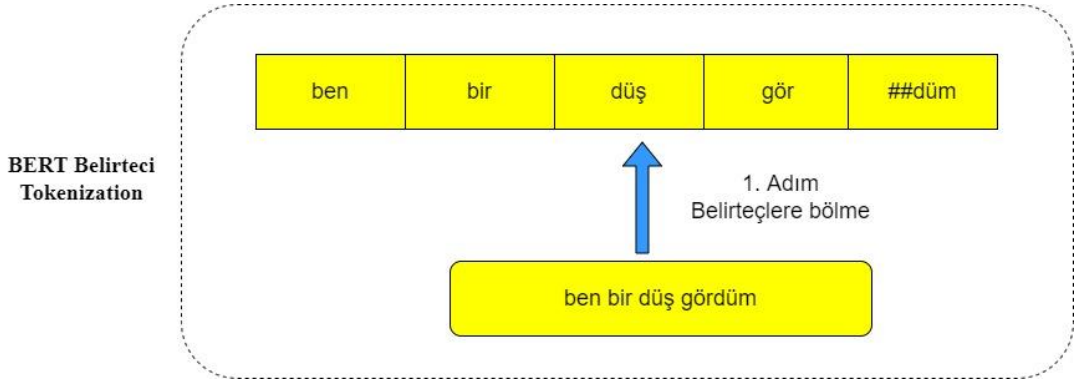 ben bir düş gör ##düm
BERT Belirteci
Tokenization
1. Adım
Belirteçlere bölme
ben bir düş gördüm